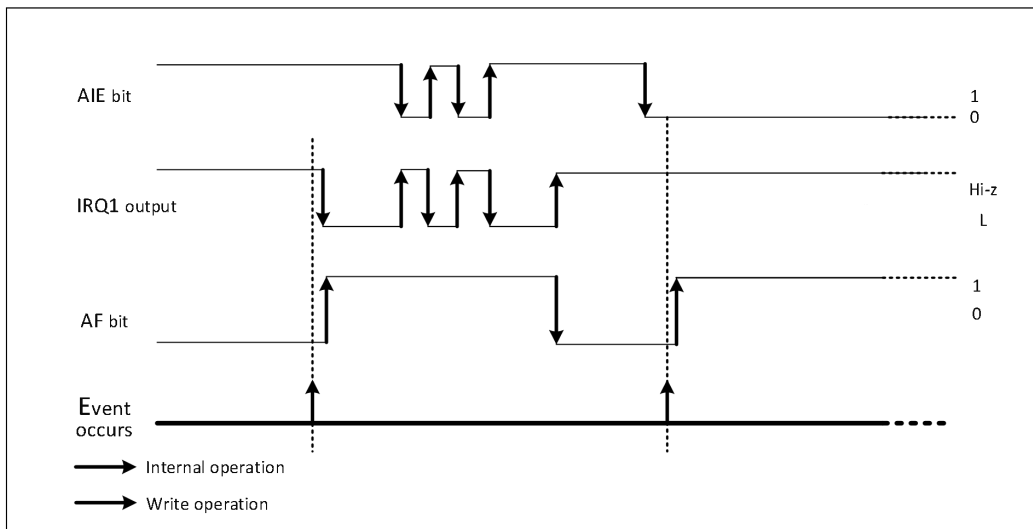 AIE bit
1
0
IRQ1 output
Hi-z
L
AF bit
1
0
Event
occurs
Internal operation
Write operation